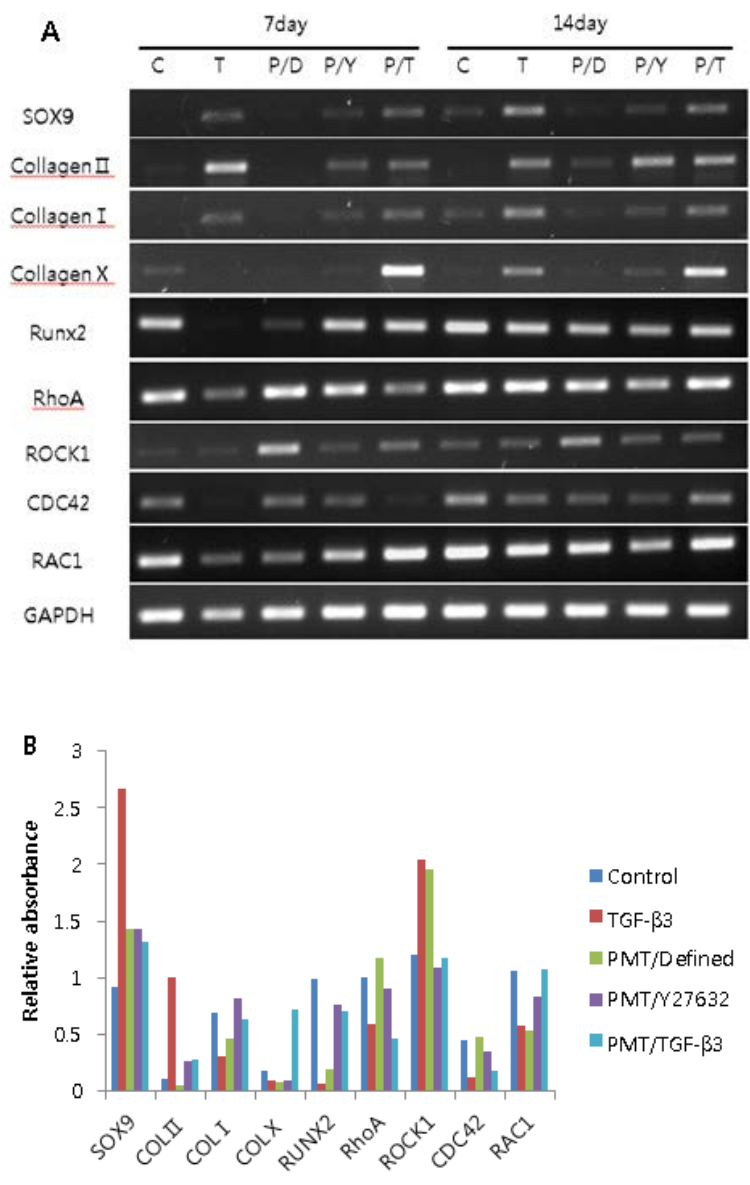 A
7day 14day
C T P/D P/Y P/T C T P/D P/Y P/T
SOX9
Collagen Ⅱ
Collagen Ⅰ
Collagen X
Runx2
RhoA
ROCK1
CDC42
RAC1
GAPDH
B
3
2.5
2
1.5
1
0.5
0
Relative absorbance
SOX9 COLⅡ COLⅠ COLX RUNX2 RhoA ROCK1 CDC42 RAC1
Control
TGF-β3
PMT/Defined
PMT/Y27632
PMT/TGF-β3